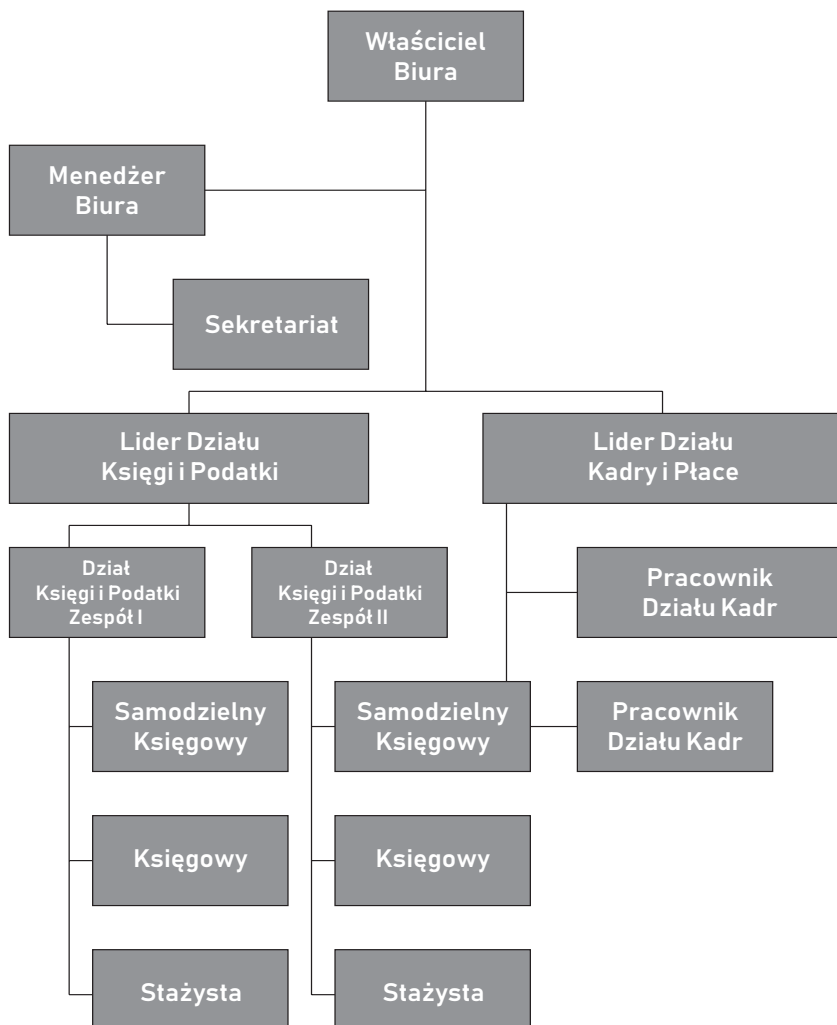 Właściciel
Biura
Menedżer
Biura
Sekretariat
Lider Działu
Księgi i Podatki
Lider Działu
Kadry i Płace
Dział
Księgi i Podatki
Zespół I
Dział
Księgi i Podatki
Zespół II
Pracownik
Działu Kadr
Samodzielny
Księgowy
Samodzielny
Księgowy
Pracownik
Działu Kadr
Księgowy
Księgowy
Stażysta
Stażysta